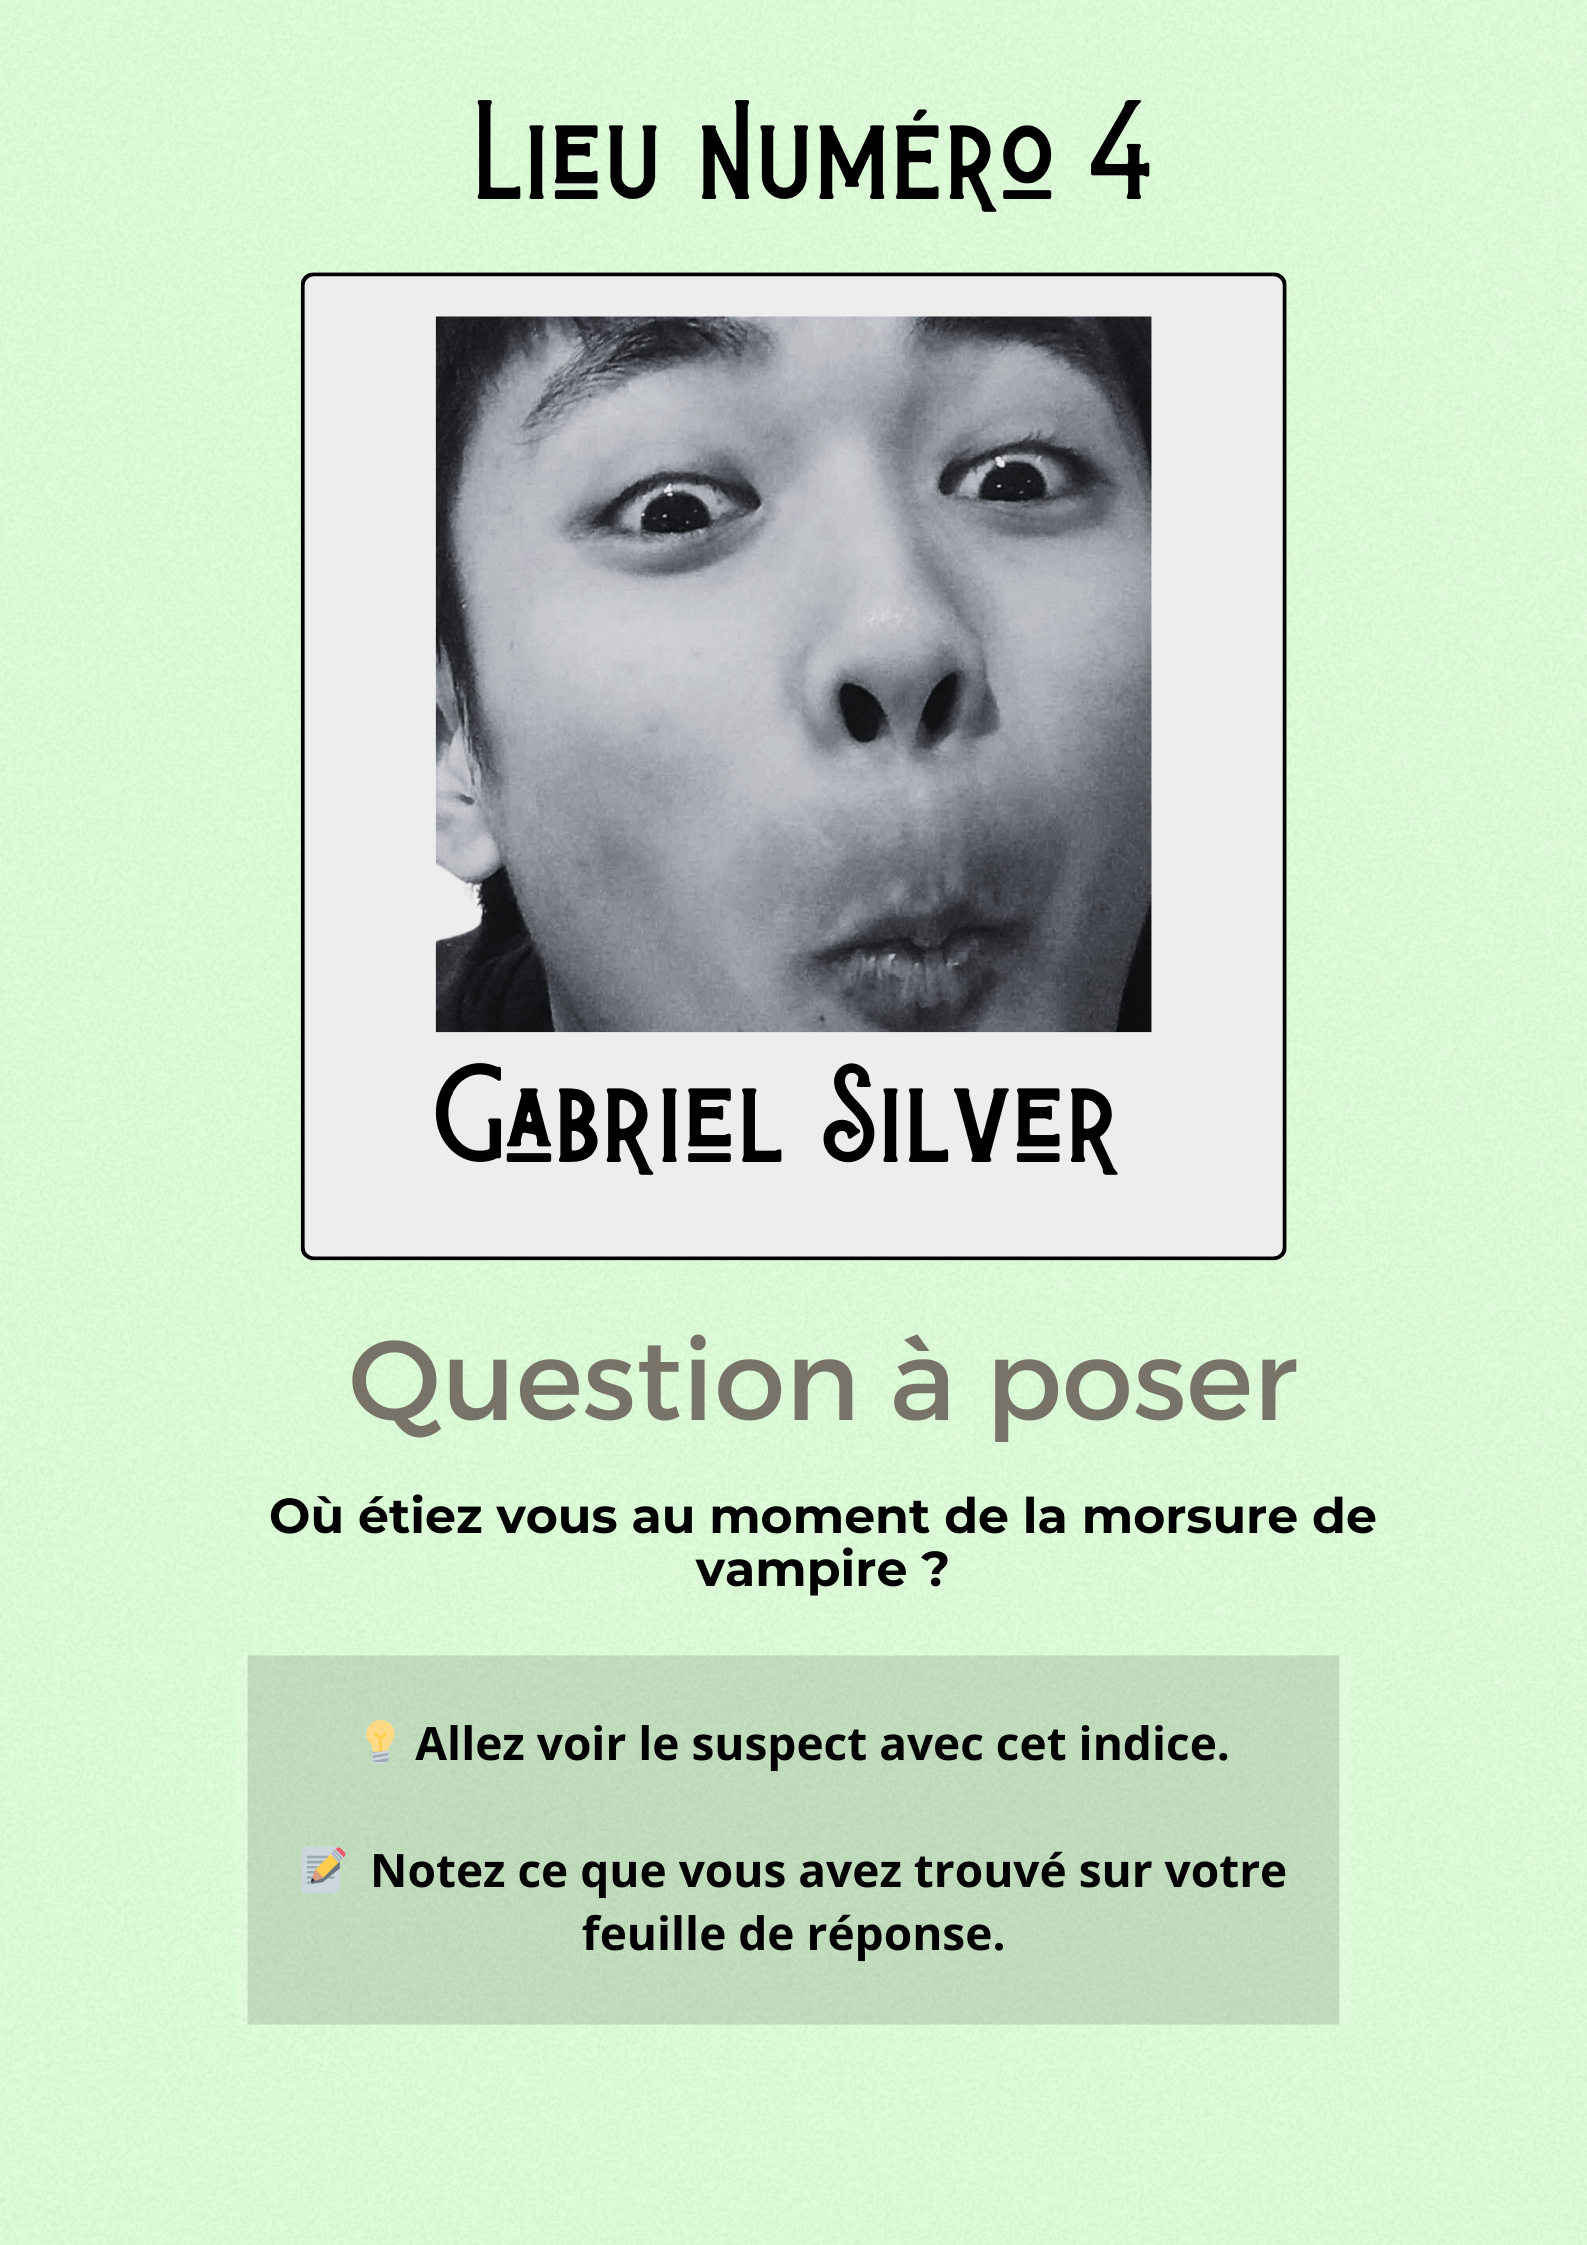 Lieu numéro 4
Gabriel Silver
Question à poser
Où étiez vous au moment de la morsure de
vampire ?
💡 Allez voir le suspect avec cet indice.
📝 Notez ce que vous avez trouvé sur votre
feuille de réponse.